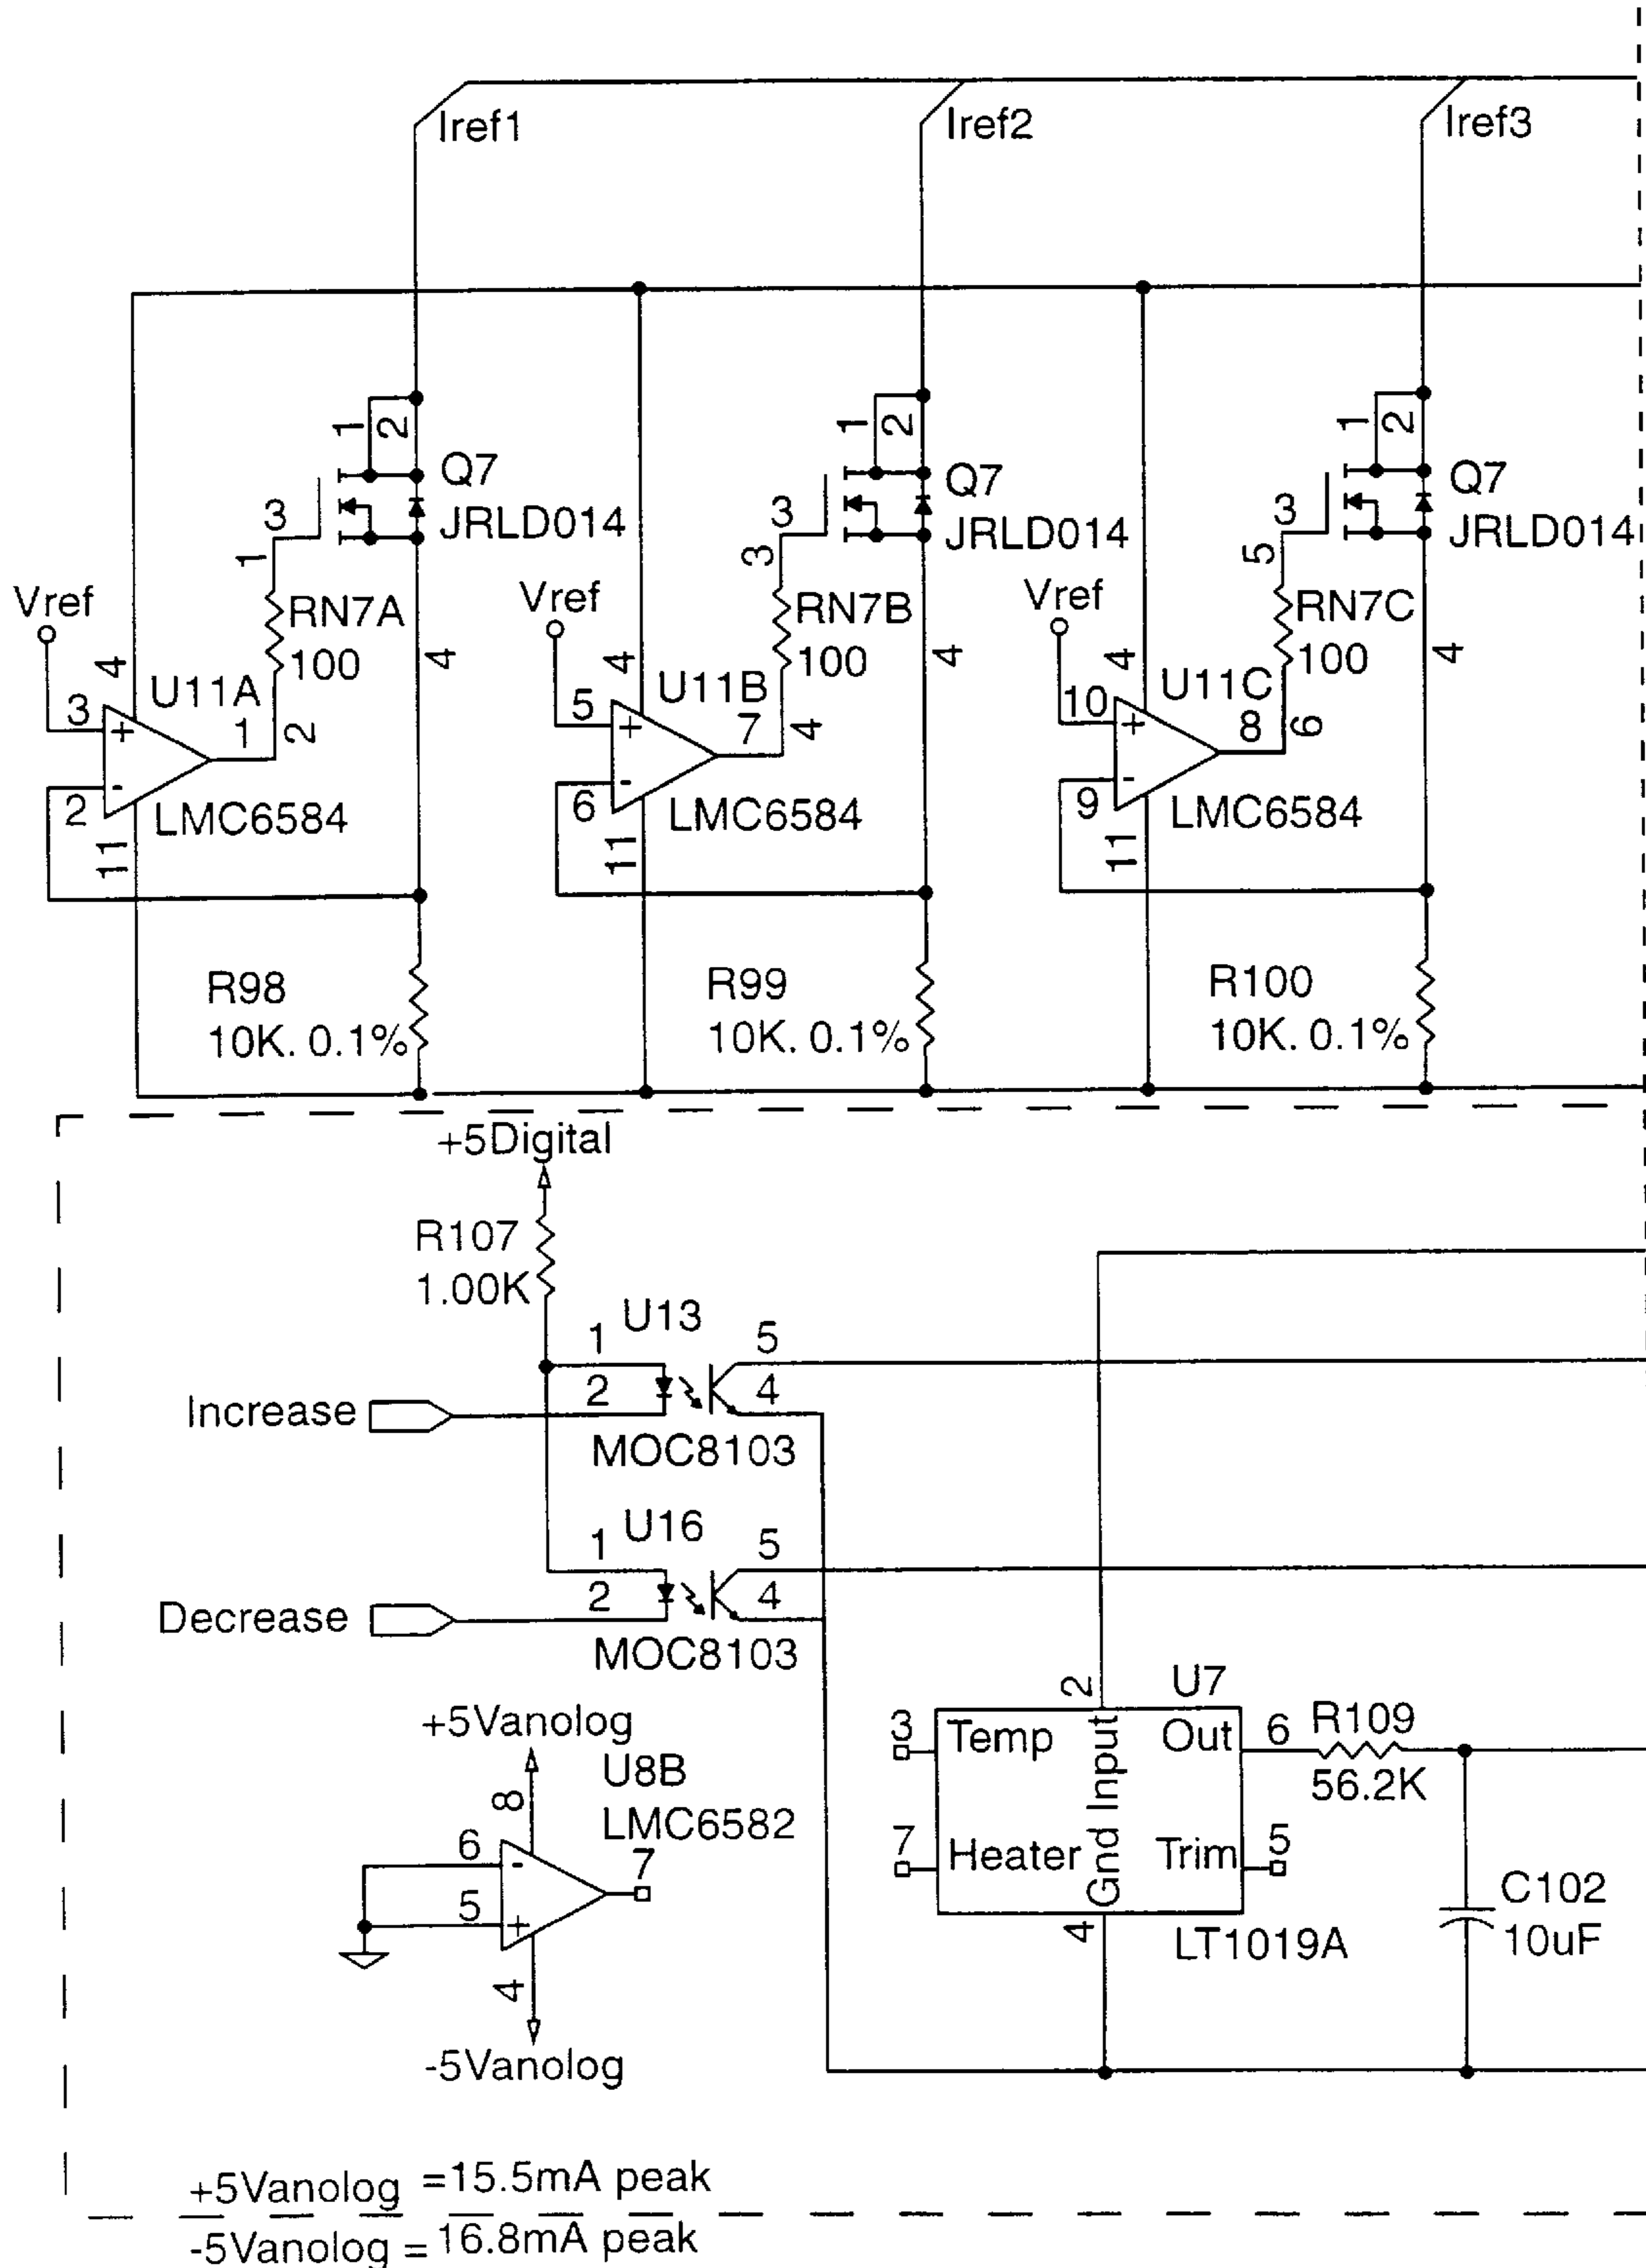 Iref1
Iref2
Iref3
1
2
Q7
JRLD014
3
1
RN7A
100
4
Vref
4
U11A
3
+
1
2
-
2
LMC6584
11
R98
10K. 0.1%
1
2
Q7
JRLD014
3
3
RN7B
100
4
Vref
4
U11B
5
+
7
4
-
6
LMC6584
11
R99
10K. 0.1%
1
2
Q7
JRLD014
3
5
RN7C
100
4
Vref
4
U11C
10
+
8
6
-
9
LMC6584
11
R100
10K. 0.1%
+5Digital
R107
1.00K
U13
1
5
2
4
Increase
MOC8103
U16
1
5
2
4
Decrease
MOC8103
+5Vanolog
U8B
LMC6582
8
6
-
7
5
+
4
-5Vanolog
2
U7
3
Temp
Gnd Input
Out
6
R109
56.2K
7
Heater
Trim
5
4
LT1019A
C102
10uF
+5Vanolog =15.5mA peak
-5Vanolog = 16.8mA peak